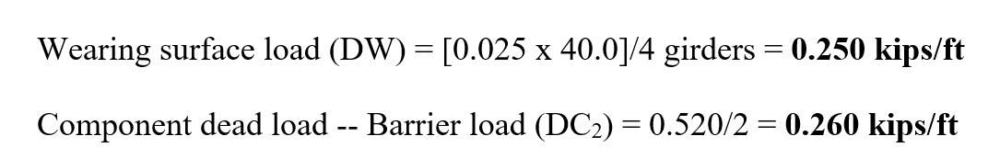 Wearing surface load (DW) = [0.025 x 40.0]/4 girders = 0.250 kips/ft
Component dead load -- Barrier load (DC₂) = 0.520/2 = 0.260 kips/ft